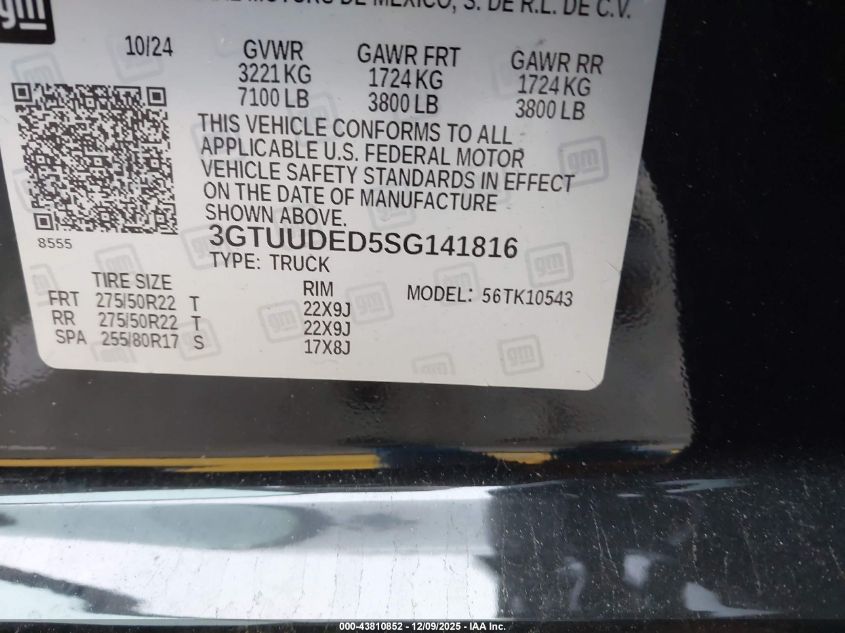 gm
MOTORS DE MEXICO, S. DE R.L. DE C.V.
10/24
GVWR
3221 KG
7100 LB
GAWR FRT
1724 KG
3800 LB
GAWR RR
1724 KG
3800 LB
THIS VEHICLE CONFORMS TO ALL
APPLICABLE U.S. FEDERAL MOTOR
VEHICLE SAFETY STANDARDS IN EFFECT
ON THE DATE OF MANUFACTURE
SHOWN ABOVE.
8555
3GTUUDED5SG141816
TYPE: TRUCK
TIRE SIZE RIM MODEL: 56TK10543
FRT 275/50R22 T 22X9J
RR 275/50R22 T 22X9J
SPA 255/80R17 S 17X8J
000-43810852 - 12/09/2025 - IAA Inc.